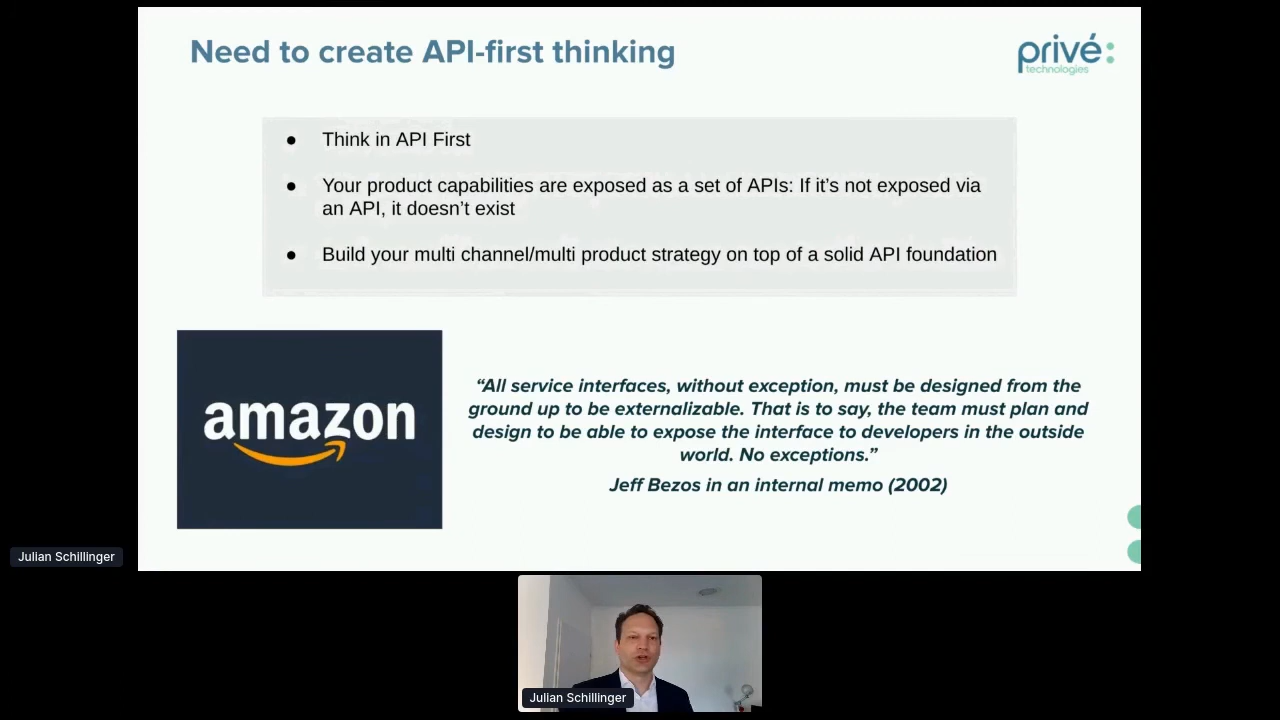 Need to create API-first thinking
privé:
technologies
● Think in API First
● Your product capabilities are exposed as a set of APIs: If it’s not exposed via
an API, it doesn’t exist
● Build your multi channel/multi product strategy on top of a solid API foundation
amazon
“All service interfaces, without exception, must be designed from the
ground up to be externalizable. That is to say, the team must plan and
design to be able to expose the interface to developers in the outside
world. No exceptions.”
Jeff Bezos in an internal memo (2002)
Julian Schillinger
Julian Schillinger